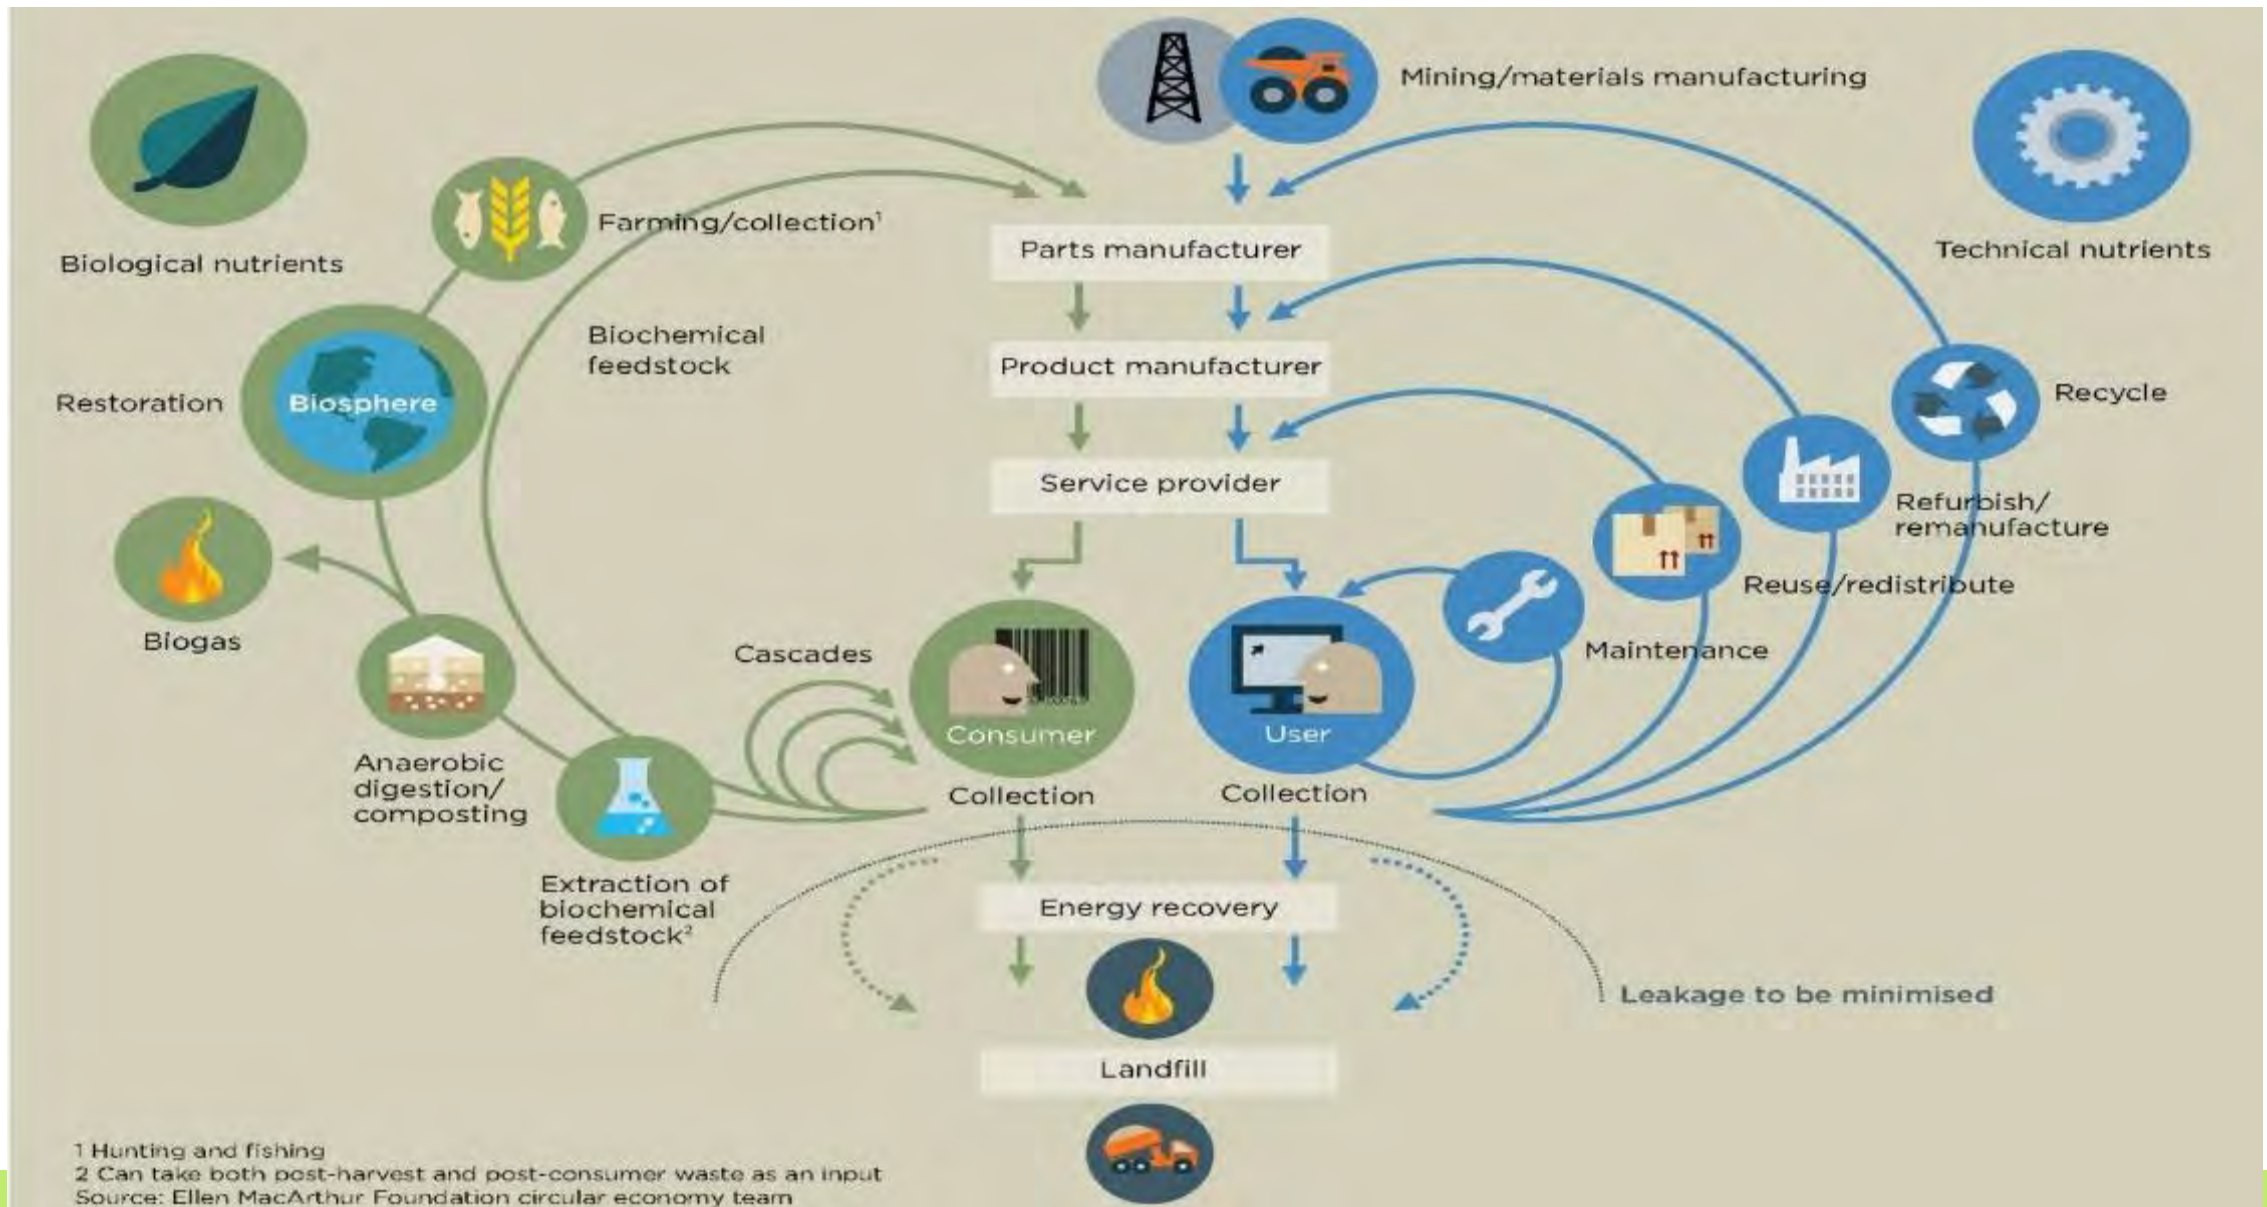 Mining/materials manufacturing
Biological nutrients
Farming/collection¹
Parts manufacturer
Technical nutrients
Biochemical
feedstock
Product manufacturer
Restoration
Biosphere
Recycle
Service provider
Refurbish/
remanufacture
Reuse/redistribute
Biogas
Cascades
Maintenance
Consumer
User
Anaerobic
digestion/
composting
Collection
Collection
Extraction of
biochemical
feedstock²
Energy recovery
Leakage to be minimised
Landfill
1 Hunting and fishing
2 Can take both post-harvest and post-consumer waste as an input
Source: Ellen MacArthur Foundation circular economy team